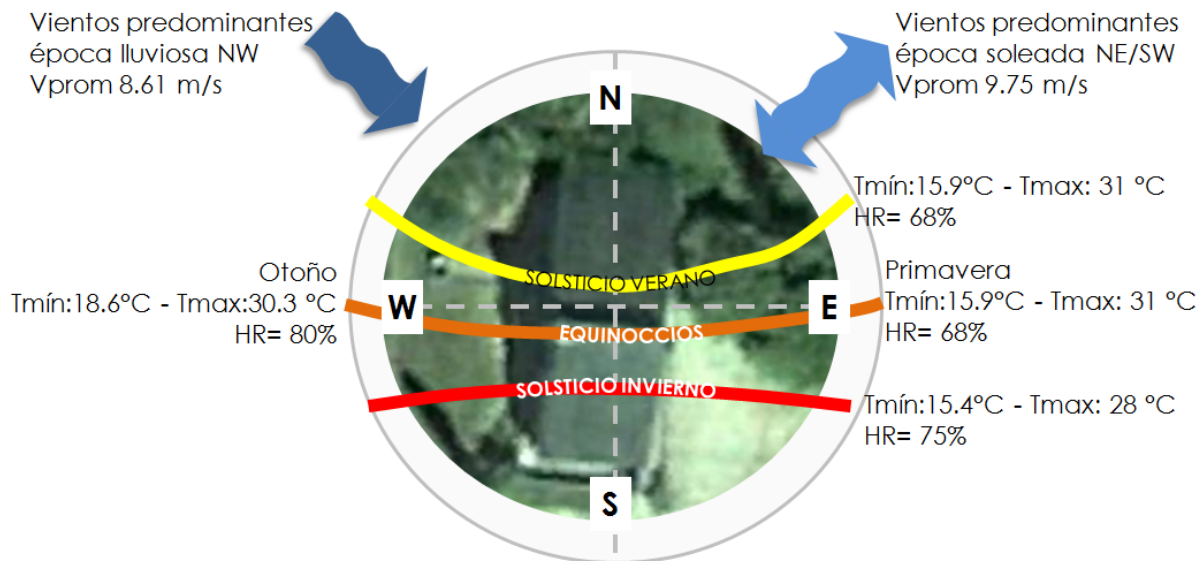 Vientos predominantes
época lluviosa NW
Vprom 8.61 m/s
Vientos predominantes
época soleada NE/SW
Vprom 9.75 m/s
N
Tmín:15.9°C - Tmax: 31 °C
HR= 68%
SOLSTICIO VERANO
Otoño
Tmín:18.6°C - Tmax:30.3 °C
HR= 80%
W
E
Primavera
Tmín:15.9°C - Tmax: 31 °C
HR= 68%
EQUINOCCIOS
SOLSTICIO INVIERNO
Tmín:15.4°C - Tmax: 28 °C
HR= 75%
S